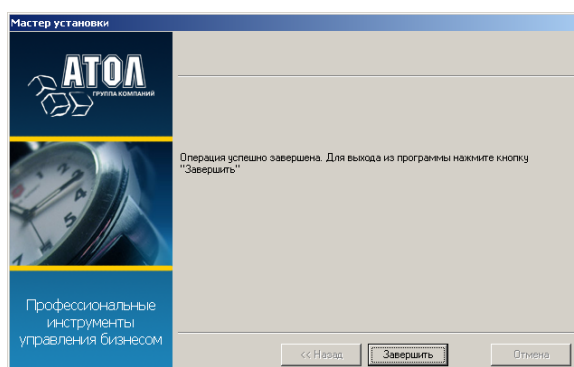 Мастер установки
АТОЛ
ГРУППА КОМПАНИЙ
Операция успешно завершена. Для выхода из программы нажмите кнопку
"Завершить"
Профессиональные
инструменты
управления бизнесом
<< Назад Завершить Отмена